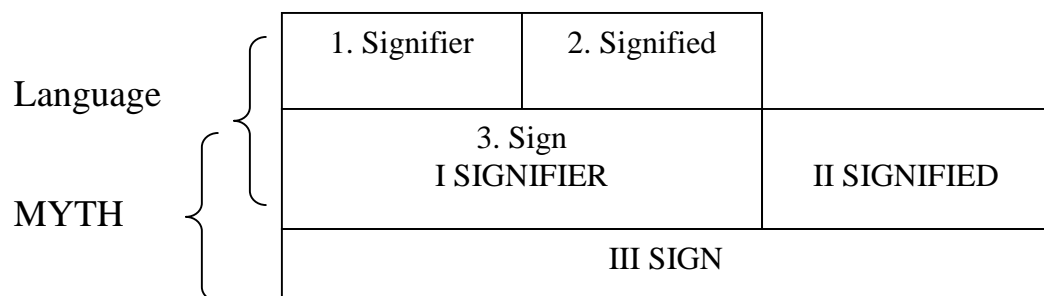 1. Signifier
2. Signified
Language
3. Sign
I SIGNIFIER
II SIGNIFIED
MYTH
III SIGN